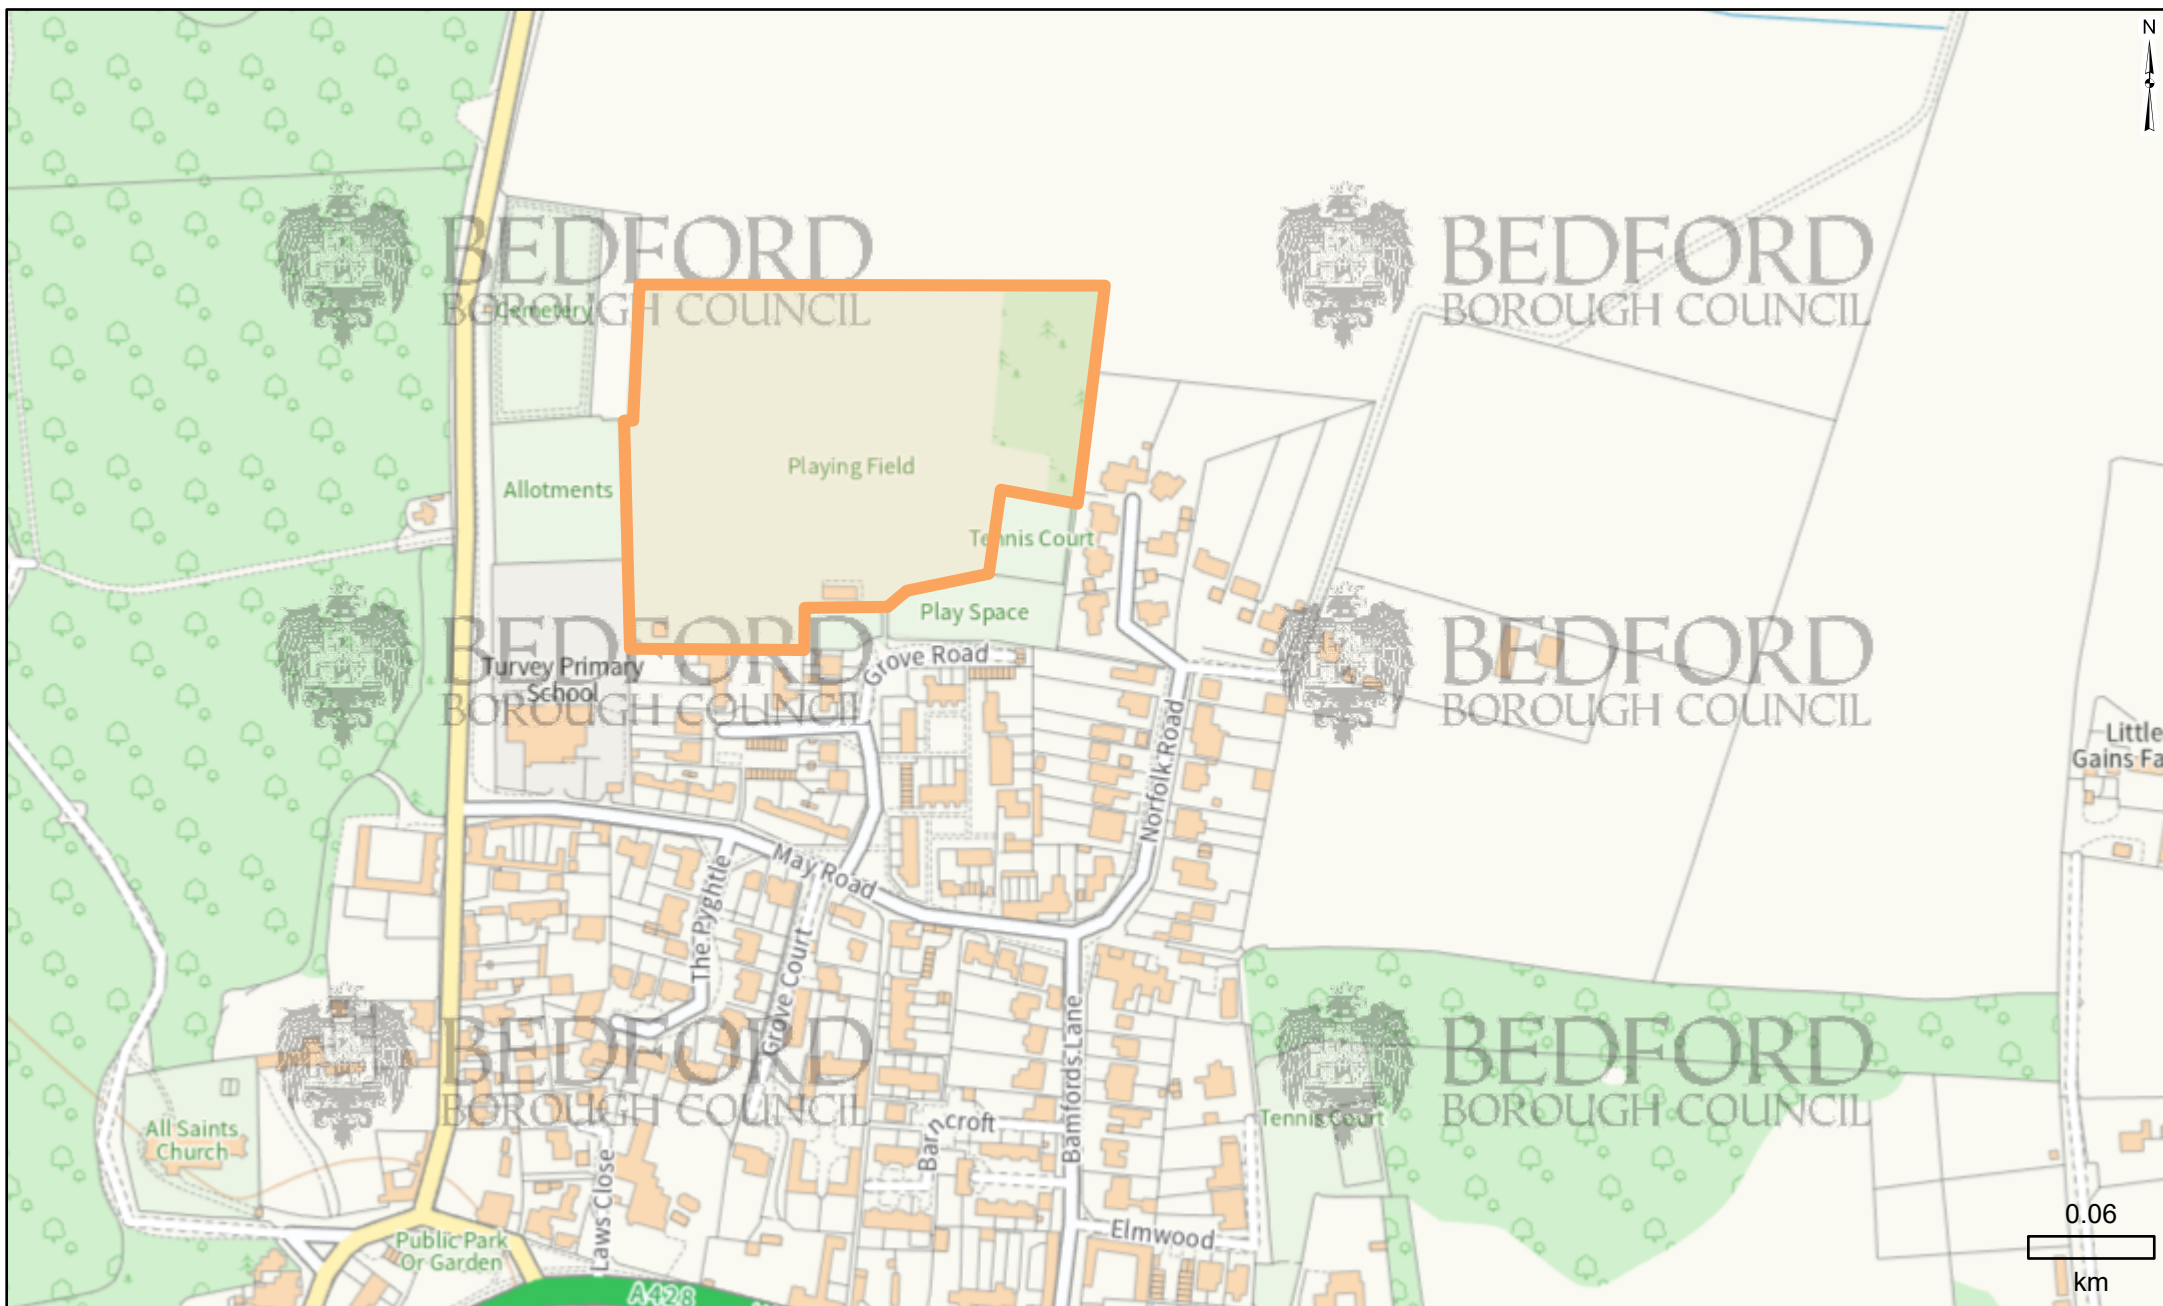 N
BEDFORD
BOROUGH COUNCIL
BEDFORD
BOROUGH COUNCIL
Cemetery
Playing Field
Allotments
Tennis Court
Play Space
BEDFORD
BOROUGH COUNCIL
BEDFORD
BOROUGH COUNCIL
Turvey Primary
School
Grove Road
Norfolk Road
Little
Gains Fa
May Road
The Pyghtle
Grove Court
Bamfords Lane
BEDFORD
BOROUGH COUNCIL
BEDFORD
BOROUGH COUNCIL
All Saints
Church
Barncroft
Tennis Court
Laws Close
Elmwood
Public Park
Or Garden
A428
0.06
km